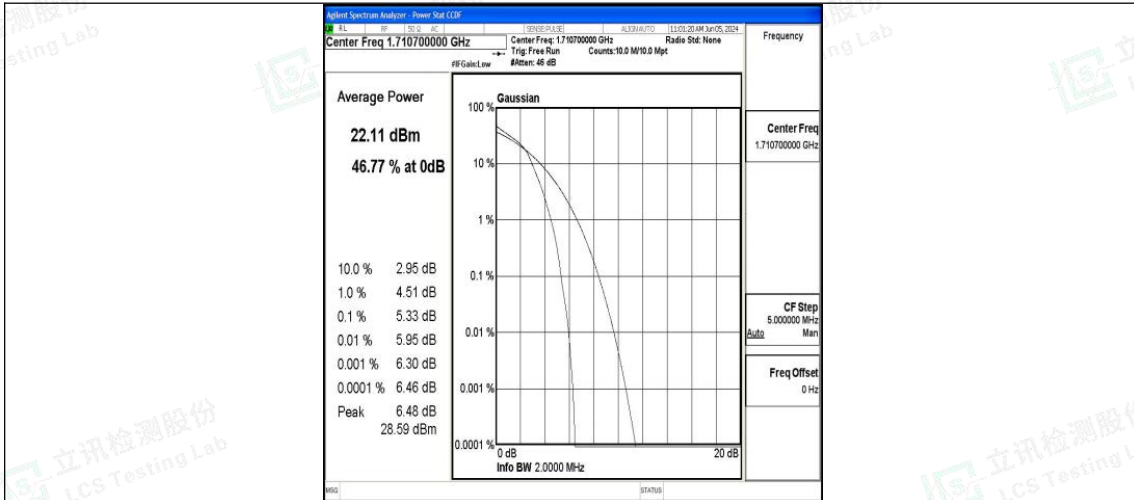 Agilent Spectrum Analyzer - Power Stat CCDF
RL RF 50 Ω AC SENSE:PULSE ALIGN AUTO 11:01:20 AM Jun 05, 2024
Center Freq 1.710700000 GHz
Center Freq: 1.710700000 GHz Radio Std: None
Trig: Free Run Counts:10.0 M/10.0 Mpt
#IFGain:Low #Atten: 46 dB
Frequency
Average Power
22.11 dBm
46.77 % at 0dB
10.0 % 2.95 dB
1.0 % 4.51 dB
0.1 % 5.33 dB
0.01 % 5.95 dB
0.001 % 6.30 dB
0.0001 % 6.46 dB
Peak 6.48 dB
28.59 dBm
Gaussian
100 %
10 %
1 %
0.1 %
0.01 %
0.001 %
0.0001 %
0 dB 20 dB
Info BW 2.0000 MHz
Center Freq
1.710700000 GHz
CF Step
5.000000 MHz
Auto Man
Freq Offset
0 Hz
MSG STATUS
立讯检测股份
LCS Testing Lab